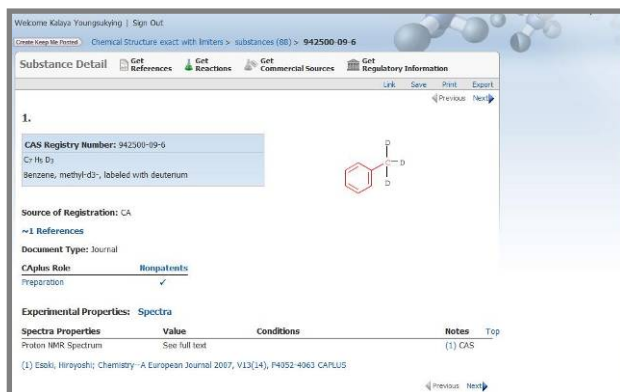 Welcome Kalaya Youngsukying | Sign Out
Create Keep Me Posted Chemical Structure exact with limiters > substances (88) > 942500-09-6
Substance Detail Get References Get Reactions Get Commercial Sources Get Regulatory Information
Link Save Print Export
Previous Next
1.
CAS Registry Number: 942500-09-6
C7 H5 D3
Benzene, methyl-d3-, labeled with deuterium
D
C D
D
Source of Registration: CA
~1 References
Document Type: Journal
CAplus Role Nonpatents
Preparation ✓
Experimental Properties: Spectra
Spectra Properties Value Conditions Notes Top
Proton NMR Spectrum See full text (1) CAS
(1) Esaki, Hiroyoshi; Chemistry--A European Journal 2007, V13(14), P4052-4063 CAPLUS
Previous Next